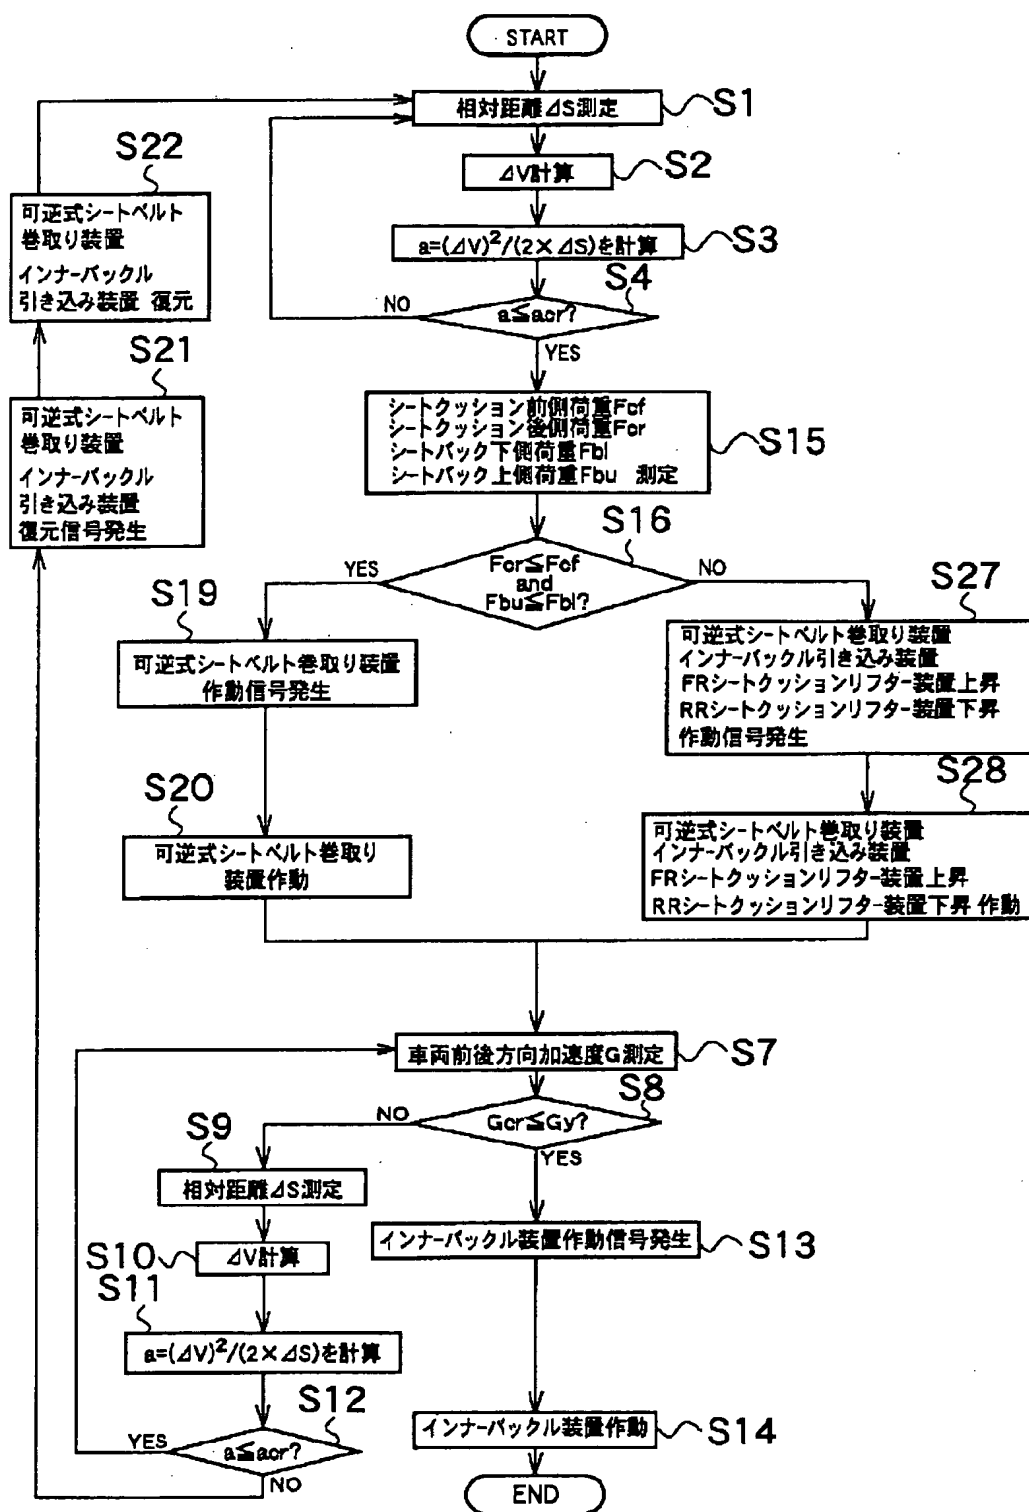 START
相対距離⊿S測定
S1
⊿V計算
S2
a=(⊿V)²/(2×⊿S)を計算
S3
a≦acr?
S4
NO
YES
S22
可逆式シートベルト
巻取り装置
インナーバックル
引き込み装置 復元
S21
可逆式シートベルト
巻取り装置
インナーバックル
引き込み装置
復元信号発生
シートクッション前側荷重Fcf
シートクッション後側荷重Fcr
シートバック下側荷重Fbl
シートバック上側荷重Fbu 測定
S15
Fcr≦Fcf
and
Fbu≦Fbl?
S16
YES
NO
S19
可逆式シートベルト巻取り装置
作動信号発生
S20
可逆式シートベルト巻取り
装置作動
S27
可逆式シートベルト巻取り装置
インナーバックル引き込み装置
FRシートクッションリフター装置上昇
RRシートクッションリフター装置下昇
作動信号発生
S28
可逆式シートベルト巻取り装置
インナーバックル引き込み装置
FRシートクッションリフター装置上昇
RRシートクッションリフター装置下昇 作動
車両前後方向加速度G測定
S7
Gcr≦Gy?
S8
NO
YES
S9
相対距離⊿S測定
S10
⊿V計算
S11
a=(⊿V)²/(2×⊿S)を計算
S12
a≦acr?
YES
NO
インナーバックル装置作動信号発生
S13
インナーバックル装置作動
S14
END